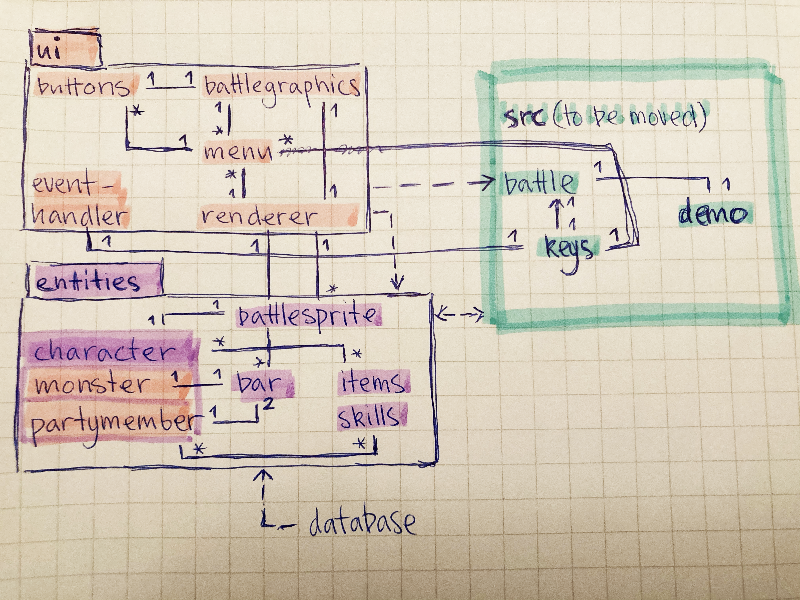 ui
buttons 1 1 battlegraphics
* 1 1
* 1 menu *
event-
handler
* 1 1
renderer
1 1 *
src (to be moved)
battle 1 1
demo
1 1
1 keys 1
entities
1 1 battlesprite
character * *
*
monster 1 1 bar items
partymember 1 2 skills
* *
database